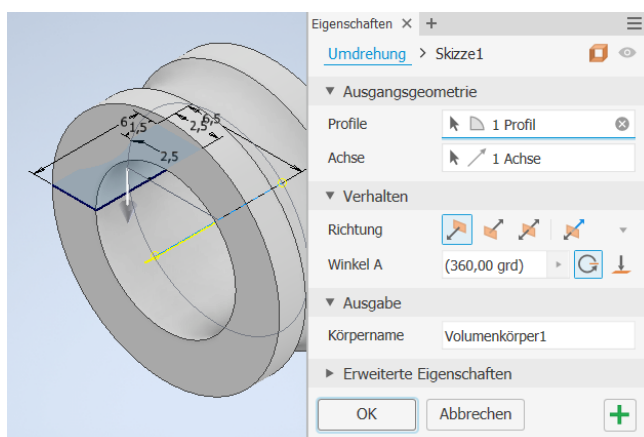 Eigenschaften × +
Umdrehung > Skizze1
Ausgangsgeometrie
Profile 1 Profil
Achse 1 Achse
Verhalten
Richtung
Winkel A (360,00 grd)
Ausgabe
Körpername Volumenkörper1
Erweiterte Eigenschaften
OK Abbrechen
6 1,5 6,5
2,5
2,5